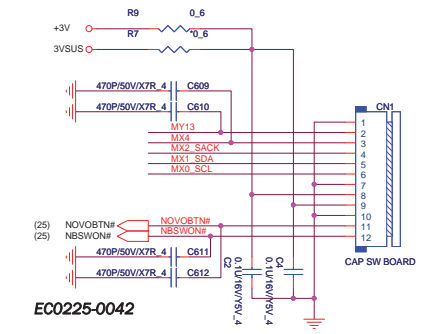 R9 0_6
+3V
R7 *0_6
3VSUS
470P/50V/X7R_4 C609
470P/50V/X7R_4 C610
CN1
MY13
MX4
MX2_SACK
MX1_SDA
MX0_SCL
1
2
3
4
5
6
7
8
9
10
11
12
(25) NOVOBTN# NOVOBTN#
(25) NBSWON# NBSWON#
470P/50V/X7R_4 C611
470P/50V/X7R_4 C612
C2
0.1U/16V/Y5V_4
C4
0.1U/16V/Y5V_4
CAP SW BOARD
EC0225-0042